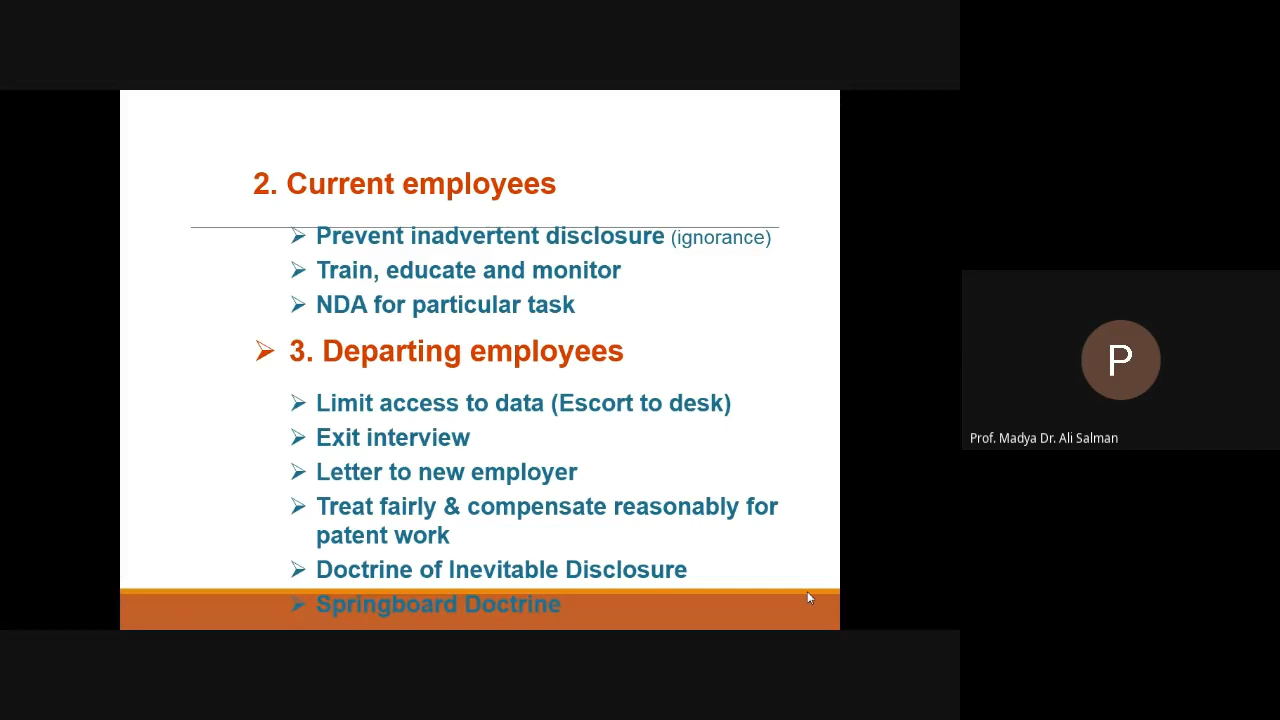 2. Current employees
➢ Prevent inadvertent disclosure (ignorance)
➢ Train, educate and monitor
➢ NDA for particular task
➢ 3. Departing employees
➢ Limit access to data (Escort to desk)
➢ Exit interview
➢ Letter to new employer
➢ Treat fairly & compensate reasonably for
patent work
➢ Doctrine of Inevitable Disclosure
➢ Springboard Doctrine
P
Prof. Madya Dr. Ali Salman